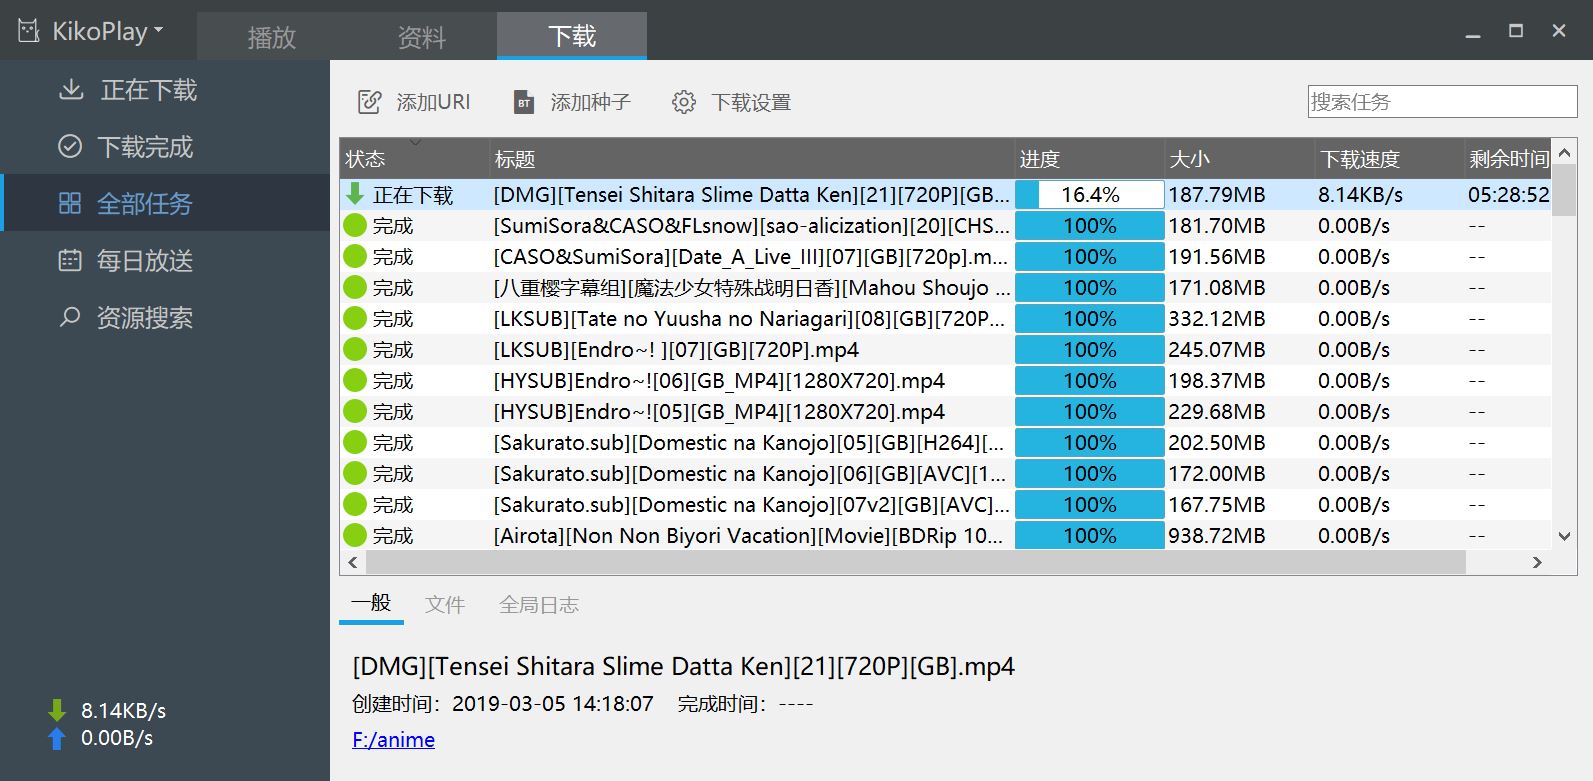 KikoPlay
播放 资料 下载
正在下载
下载完成
全部任务
每日放送
资源搜索
8.14KB/s
0.00B/s
添加URI BT 添加种子 下载设置 搜索任务
状态 标题 进度 大小 下载速度 剩余时间
正在下载 [DMG][Tensei Shitara Slime Datta Ken][21][720P][GB... 16.4% 187.79MB 8.14KB/s 05:28:52
完成 [SumiSora&CASO&FLsnow][sao-alicization][20][CHS... 100% 181.70MB 0.00B/s --
完成 [CASO&SumiSora][Date_A_Live_III][07][GB][720p].m... 100% 191.56MB 0.00B/s --
完成 [八重樱字幕组][魔法少女特殊战明日香][Mahou Shoujo ... 100% 171.08MB 0.00B/s --
完成 [LKSUB][Tate no Yuusha no Nariagari][08][GB][720P... 100% 332.12MB 0.00B/s --
完成 [LKSUB][Endro~! ][07][GB][720P].mp4 100% 245.07MB 0.00B/s --
完成 [HYSUB]Endro~![06][GB_MP4][1280X720].mp4 100% 198.37MB 0.00B/s --
完成 [HYSUB]Endro~![05][GB_MP4][1280X720].mp4 100% 229.68MB 0.00B/s --
完成 [Sakurato.sub][Domestic na Kanojo][05][GB][H264][... 100% 202.50MB 0.00B/s --
完成 [Sakurato.sub][Domestic na Kanojo][06][GB][AVC][1... 100% 172.00MB 0.00B/s --
完成 [Sakurato.sub][Domestic na Kanojo][07v2][GB][AVC]... 100% 167.75MB 0.00B/s --
完成 [Airota][Non Non Biyori Vacation][Movie][BDRip 10... 100% 938.72MB 0.00B/s --
一般 文件 全局日志
[DMG][Tensei Shitara Slime Datta Ken][21][720P][GB].mp4
创建时间：2019-03-05 14:18:07 完成时间：----
F:/anime